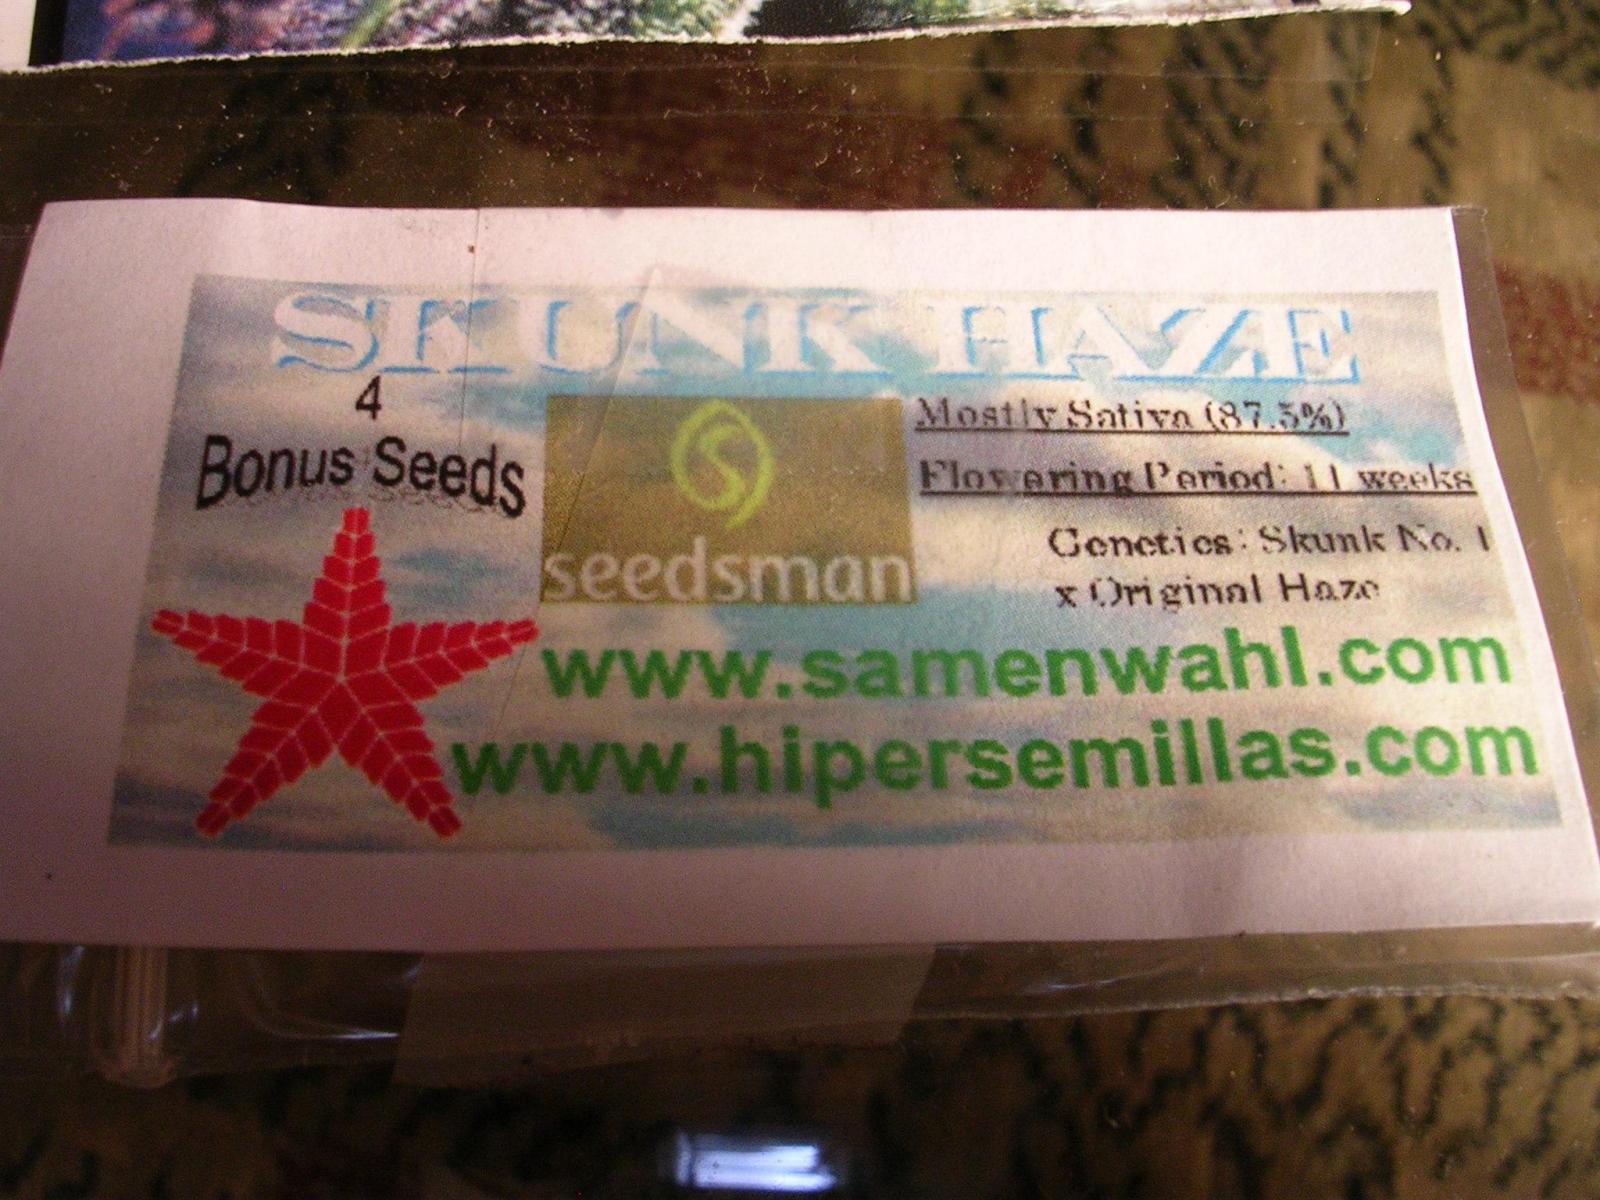 SKUNK HAZE
4
Bonus Seeds
seedsman
Mostly Sativa (87.5%)
Flowering Period: 11 weeks
Genetics: Skunk No. 1
x Original Haze
www.samenwahl.com
www.hipersemillas.com